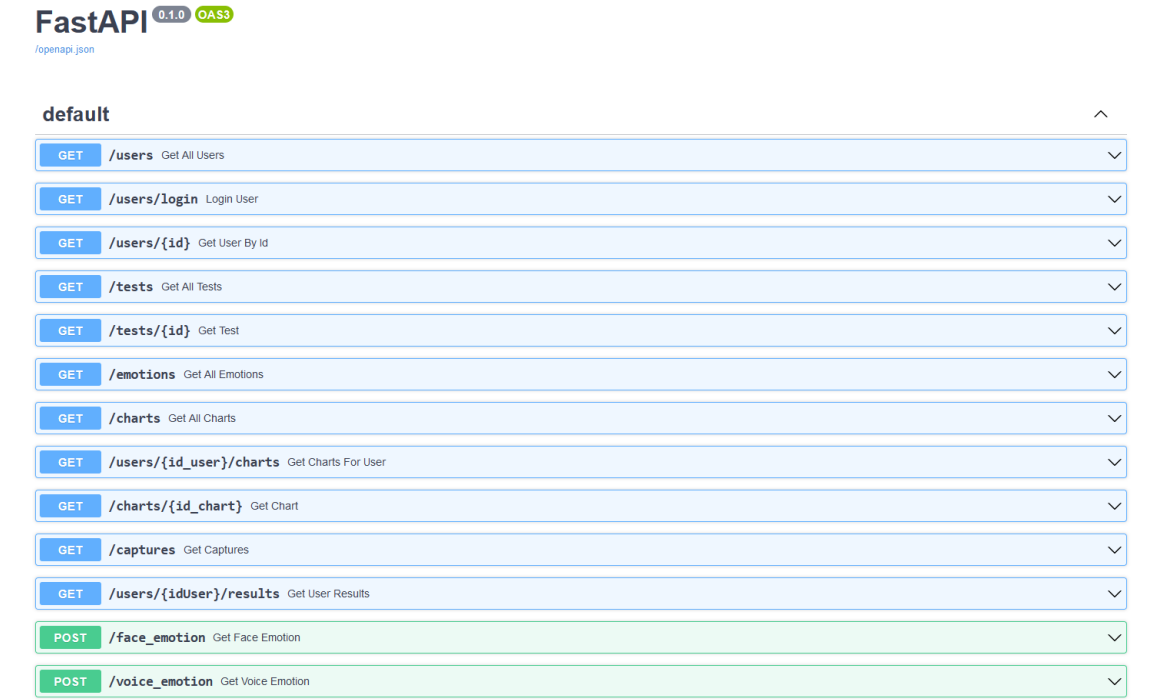 FastAPI 0.1.0 OAS3
/openapi.json
default
GET /users Get All Users
GET /users/login Login User
GET /users/{id} Get User By Id
GET /tests Get All Tests
GET /tests/{id} Get Test
GET /emotions Get All Emotions
GET /charts Get All Charts
GET /users/{id_user}/charts Get Charts For User
GET /charts/{id_chart} Get Chart
GET /captures Get Captures
GET /users/{idUser}/results Get User Results
POST /face_emotion Get Face Emotion
POST /voice_emotion Get Voice Emotion